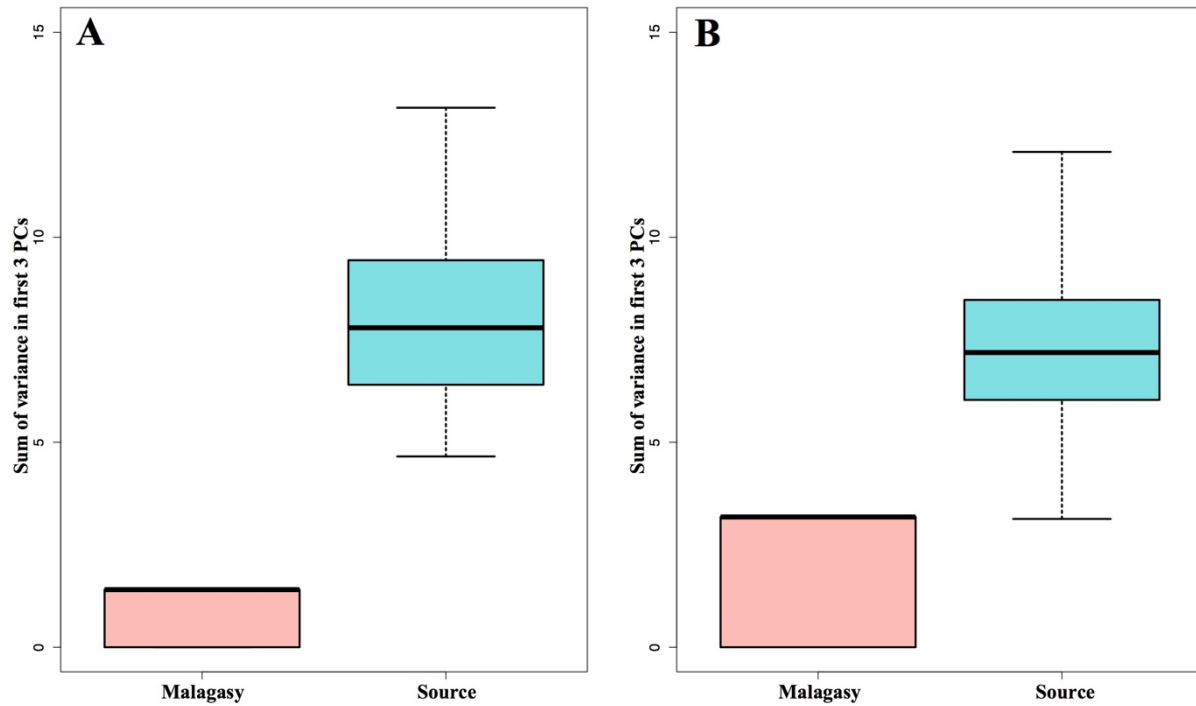 A
Sum of variance in first 3 PCs
15
10
5
0
Malagasy
Source
B
Sum of variance in first 3 PCs
15
10
5
0
Malagasy
Source